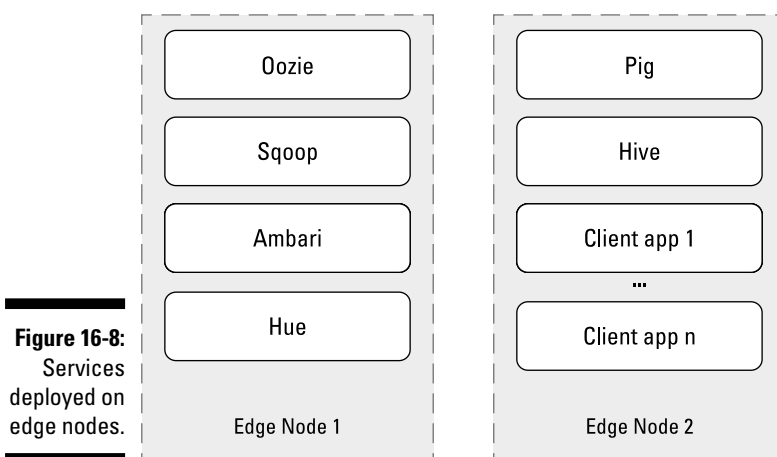 Oozie
Sqoop
Ambari
Hue
Edge Node 1
Pig
Hive
Client app 1
...
Client app n
Edge Node 2
Figure 16-8:
Services
deployed on
edge nodes.